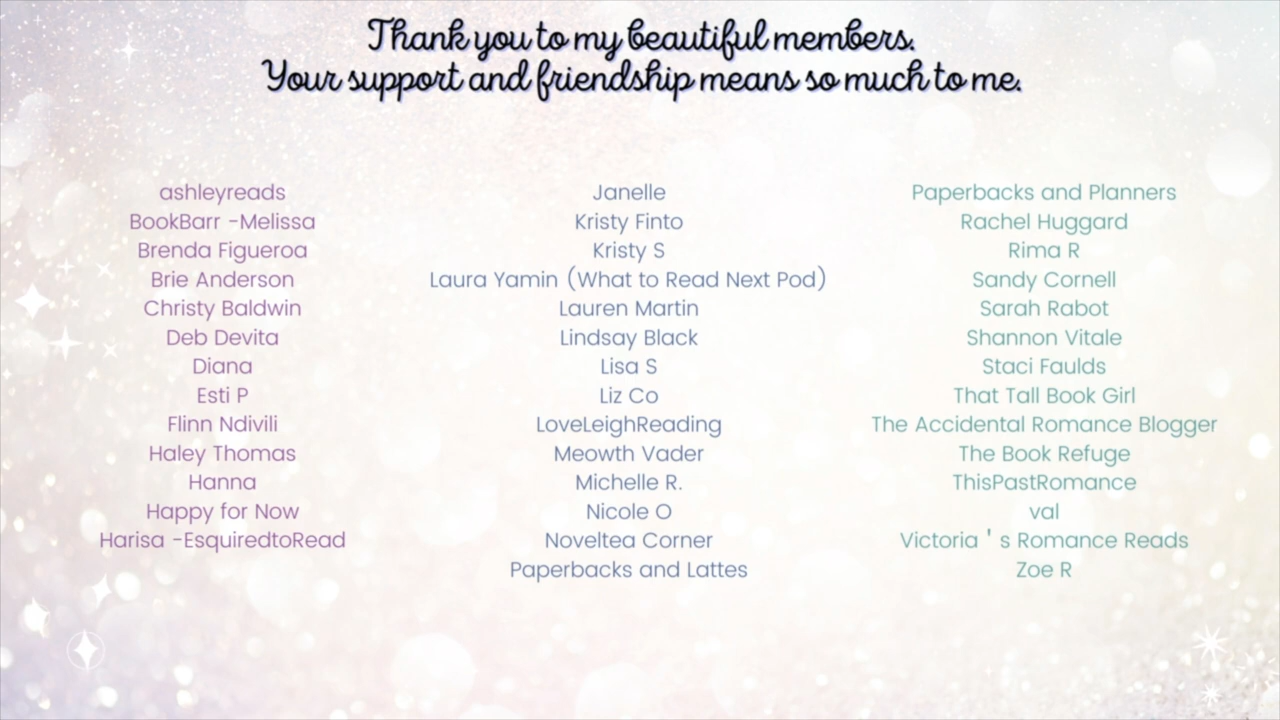 Thank you to my beautiful members.
Your support and friendship means so much to me.
ashleyreads
BookBarr -Melissa
Brenda Figueroa
Brie Anderson
Christy Baldwin
Deb Devita
Diana
Esti P
Flinn Ndivili
Haley Thomas
Hanna
Happy for Now
Harisa -EsquiredtoRead
Janelle
Kristy Finto
Kristy S
Laura Yamin (What to Read Next Pod)
Lauren Martin
Lindsay Black
Lisa S
Liz Co
LoveLeighReading
Meowth Vader
Michelle R.
Nicole O
Noveltea Corner
Paperbacks and Lattes
Paperbacks and Planners
Rachel Huggard
Rima R
Sandy Cornell
Sarah Rabot
Shannon Vitale
Staci Faulds
That Tall Book Girl
The Accidental Romance Blogger
The Book Refuge
ThisPastRomance
val
Victoria ' s Romance Reads
Zoe R